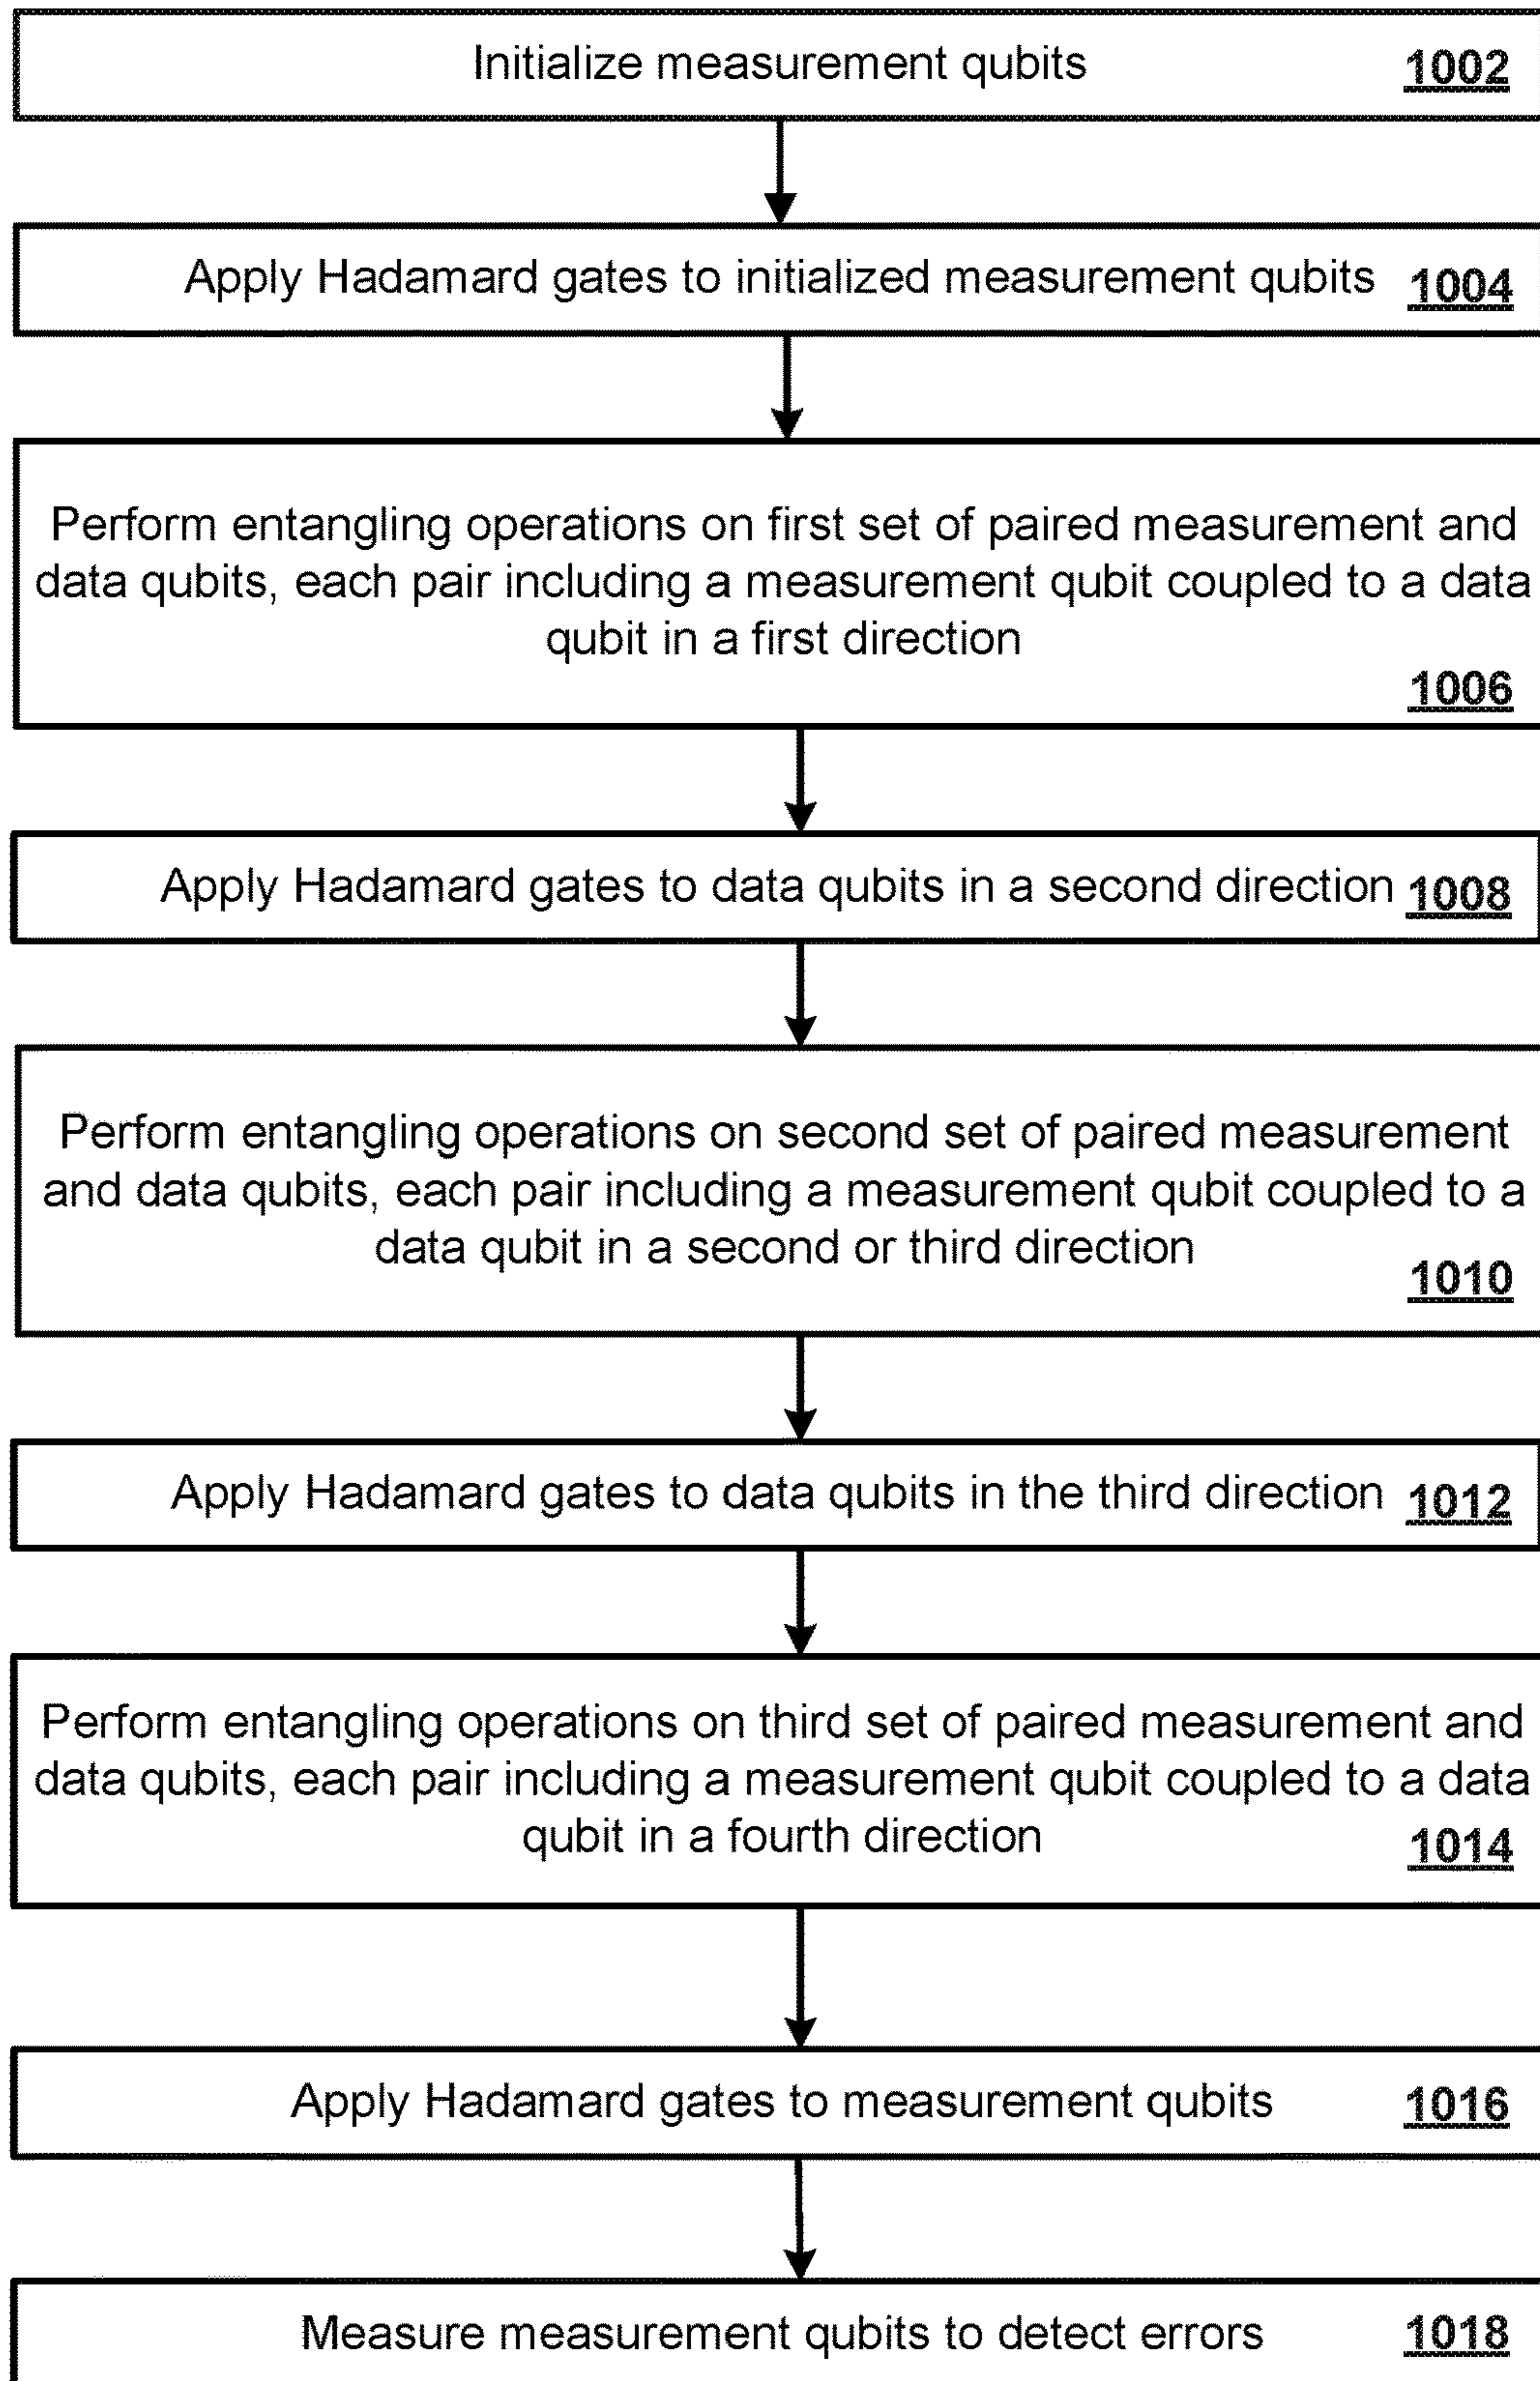 Initialize measurement qubits 1002
Apply Hadamard gates to initialized measurement qubits 1004
Perform entangling operations on first set of paired measurement and
data qubits, each pair including a measurement qubit coupled to a data
qubit in a first direction
1006
Apply Hadamard gates to data qubits in a second direction 1008
Perform entangling operations on second set of paired measurement
and data qubits, each pair including a measurement qubit coupled to a
data qubit in a second or third direction
1010
Apply Hadamard gates to data qubits in the third direction 1012
Perform entangling operations on third set of paired measurement and
data qubits, each pair including a measurement qubit coupled to a data
qubit in a fourth direction 1014
Apply Hadamard gates to measurement qubits 1016
Measure measurement qubits to detect errors 1018